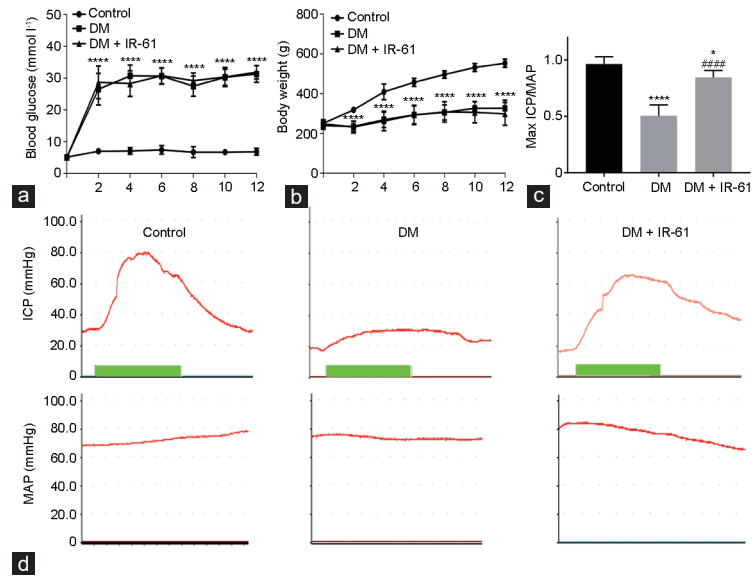 a
Blood glucose (mmol l-1)
50
40
30
20
10
0
Control
DM
DM + IR-61
**** **** **** **** **** ****
2 4 6 8 10 12
b
Body weight (g)
800
600
400
200
0
Control
DM
DM + IR-61
**** **** **** **** **** ****
2 4 6 8 10 12
c
Max ICP/MAP
1.0
0.5
0
****
*
####
Control DM DM + IR-61
d
ICP (mmHg)
100.0
80.0
60.0
40.0
20.0
0
Control
DM
DM + IR-61
MAP (mmHg)
100.0
80.0
60.0
40.0
20.0
0